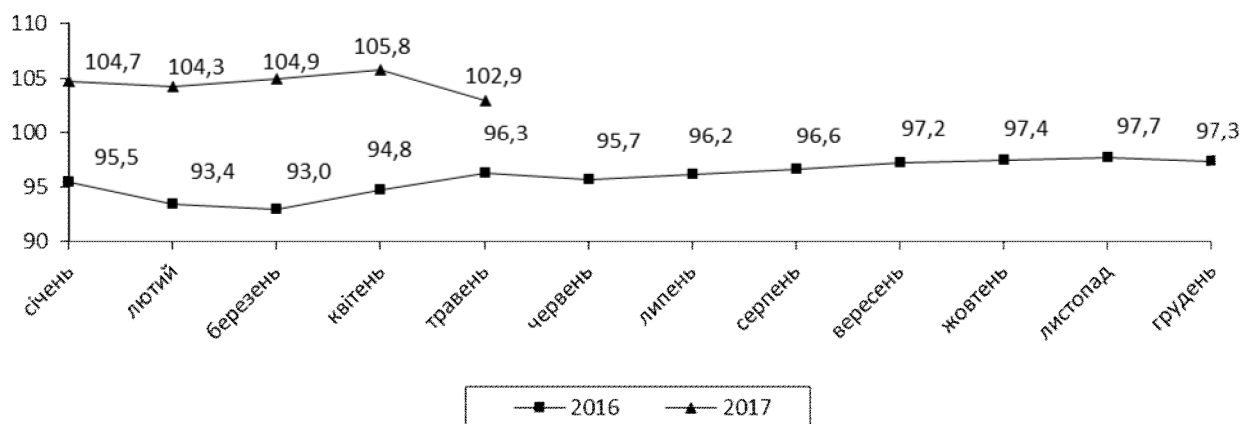 110
105
100
95
90
104,7 104,3 104,9 105,8 102,9
95,5 93,4 93,0 94,8 96,3 95,7 96,2 96,6 97,2 97,4 97,7 97,3
січень лютий березень квітень травень червень липень серпень вересень жовтень листопад грудень
2016 2017